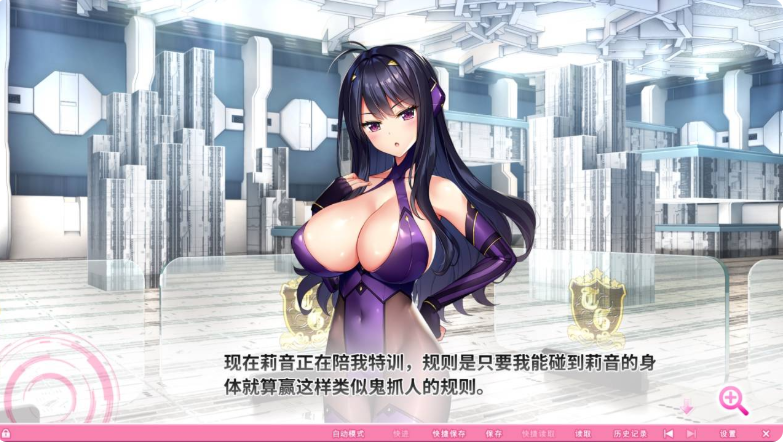 现在莉音正在陪我特训，规则是只要我能碰到莉音的身
体就算赢这样类似鬼抓人的规则。
自动模式 快进 快捷保存 保存 快捷读取 读取 历史记录 设置